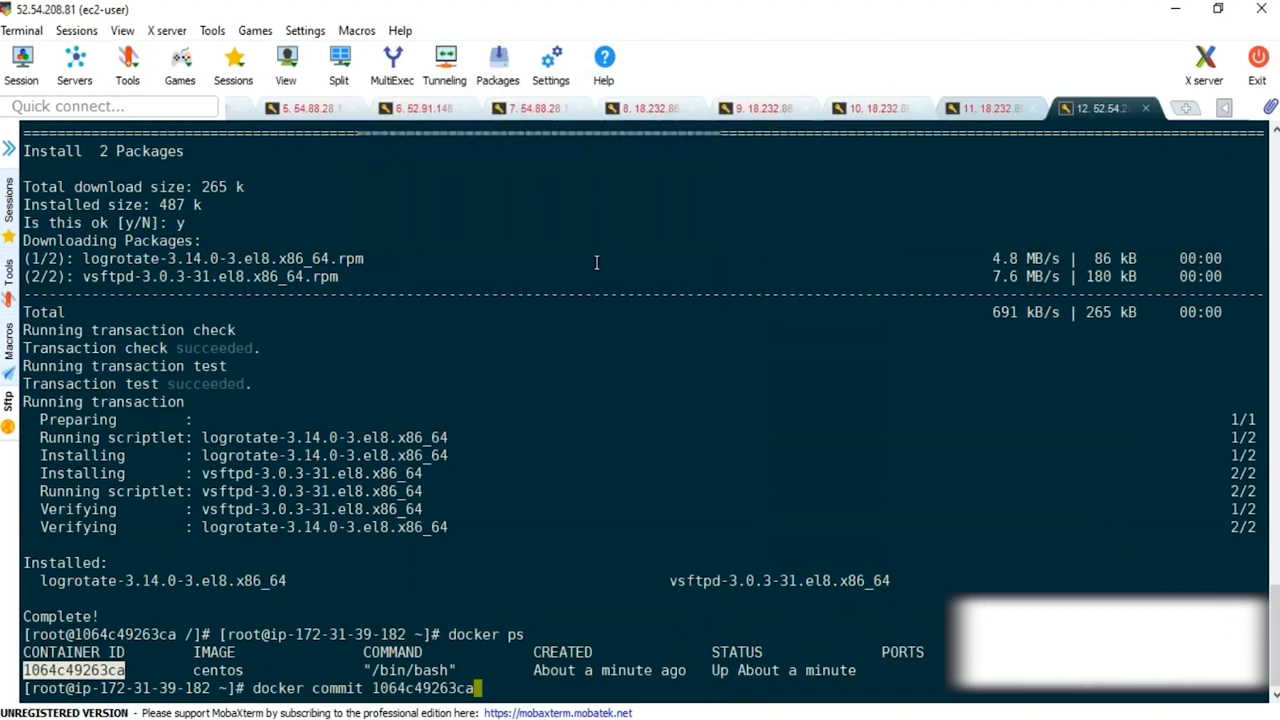 52.54.208.81 (ec2-user)
Terminal Sessions View X server Tools Games Settings Macros Help
Session Servers Tools Games Sessions View Split MultiExec Tunneling Packages Settings Help X server Exit
Quick connect...
5. 54.88.28.1 6. 52.91.148 7. 54.88.28 8. 18.232.86 9. 18.232.86 10. 18.232.86 11. 18.232.86 12. 52.54.2
Sessions
Tools
Macros
Sftp
================================================================================
Install  2 Packages
Total download size: 265 k
Installed size: 487 k
Is this ok [y/N]: y
Downloading Packages:
(1/2): logrotate-3.14.0-3.el8.x86_64.rpm 4.8 MB/s | 86 kB 00:00
(2/2): vsftpd-3.0.3-31.el8.x86_64.rpm 7.6 MB/s | 180 kB 00:00
--------------------------------------------------------------------------------
Total 691 kB/s | 265 kB 00:00
Running transaction check
Transaction check succeeded.
Running transaction test
Transaction test succeeded.
Running transaction
Preparing : 1/1
Running scriptlet: logrotate-3.14.0-3.el8.x86_64 1/2
Installing : logrotate-3.14.0-3.el8.x86_64 1/2
Installing : vsftpd-3.0.3-31.el8.x86_64 2/2
Running scriptlet: vsftpd-3.0.3-31.el8.x86_64 2/2
Verifying : vsftpd-3.0.3-31.el8.x86_64 1/2
Verifying : logrotate-3.14.0-3.el8.x86_64 2/2
Installed:
logrotate-3.14.0-3.el8.x86_64 vsftpd-3.0.3-31.el8.x86_64
Complete!
[root@1064c49263ca /]# [root@ip-172-31-39-182 ~]# docker ps
CONTAINER ID IMAGE COMMAND CREATED STATUS PORTS
1064c49263ca centos "/bin/bash" About a minute ago Up About a minute
[root@ip-172-31-39-182 ~]# docker commit 1064c49263ca
UNREGISTERED VERSION - Please support MobaXterm by subscribing to the professional edition here: https://mobaxterm.mobatek.net